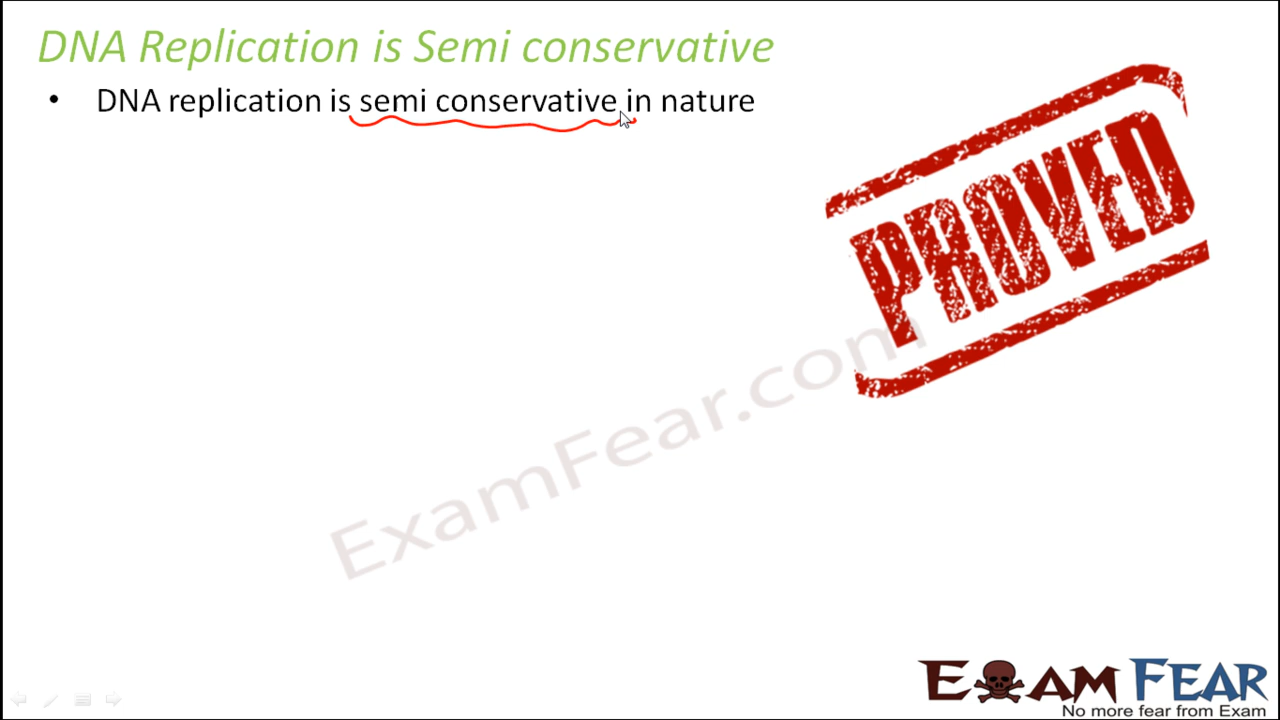 DNA Replication is Semi conservative
• DNA replication is semi conservative in nature
PROVED
ExamFear.com
EXAM FEAR
No more fear from Exam